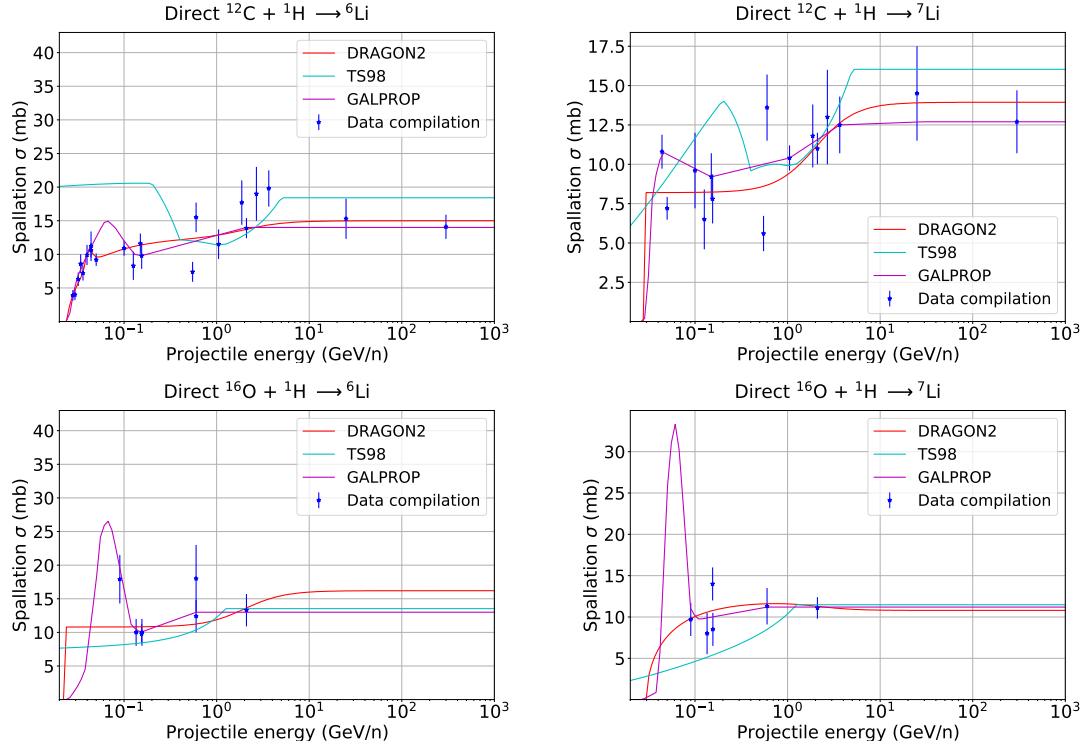 Direct ¹²C + ¹H ⟶ ⁶Li
Spallation σ (mb)
40
35
30
25
20
15
10
5
DRAGON2
TS98
GALPROP
Data compilation
10⁻¹ 10⁰ 10¹ 10² 10³
Projectile energy (GeV/n)
Direct ¹²C + ¹H ⟶ ⁷Li
Spallation σ (mb)
17.5
15.0
12.5
10.0
7.5
5.0
2.5
DRAGON2
TS98
GALPROP
Data compilation
10⁻¹ 10⁰ 10¹ 10² 10³
Projectile energy (GeV/n)
Direct ¹⁶O + ¹H ⟶ ⁶Li
Spallation σ (mb)
40
35
30
25
20
15
10
5
DRAGON2
TS98
GALPROP
Data compilation
10⁻¹ 10⁰ 10¹ 10² 10³
Projectile energy (GeV/n)
Direct ¹⁶O + ¹H ⟶ ⁷Li
Spallation σ (mb)
30
25
20
15
10
5
DRAGON2
TS98
GALPROP
Data compilation
10⁻¹ 10⁰ 10¹ 10² 10³
Projectile energy (GeV/n)